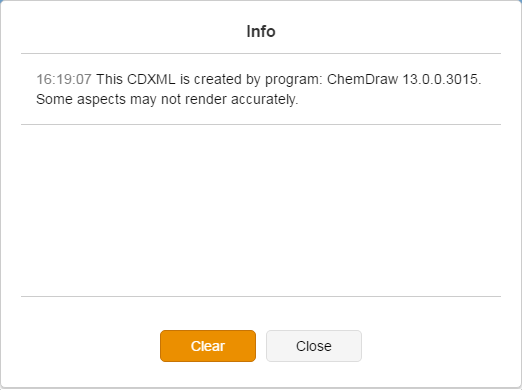 Info
16:19:07 This CDXML is created by program: ChemDraw 13.0.0.3015.
Some aspects may not render accurately.
Clear
Close